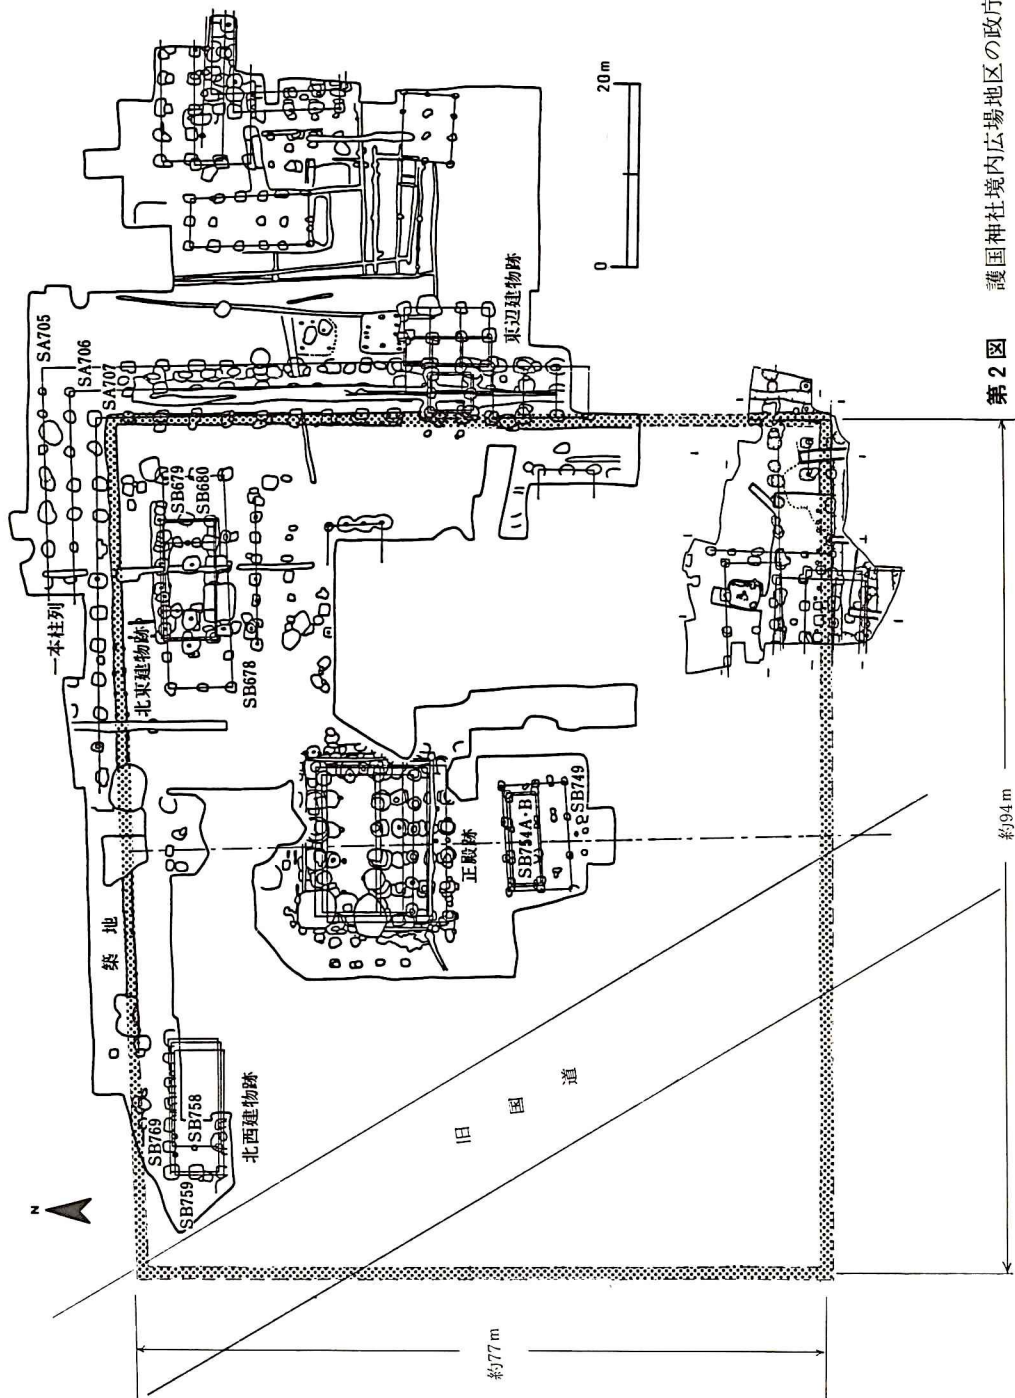 N
SA705
SA706
SA707
一本柱列
築地
北東建物跡
SB679
SB680
SB678
SB769
SB758
SB759
北西建物跡
正殿跡
SB754A・B
SB749
東辺建物跡
旧国道
0
20m
約77m
約94m
第2図 護国神社境内広場地区の政庁